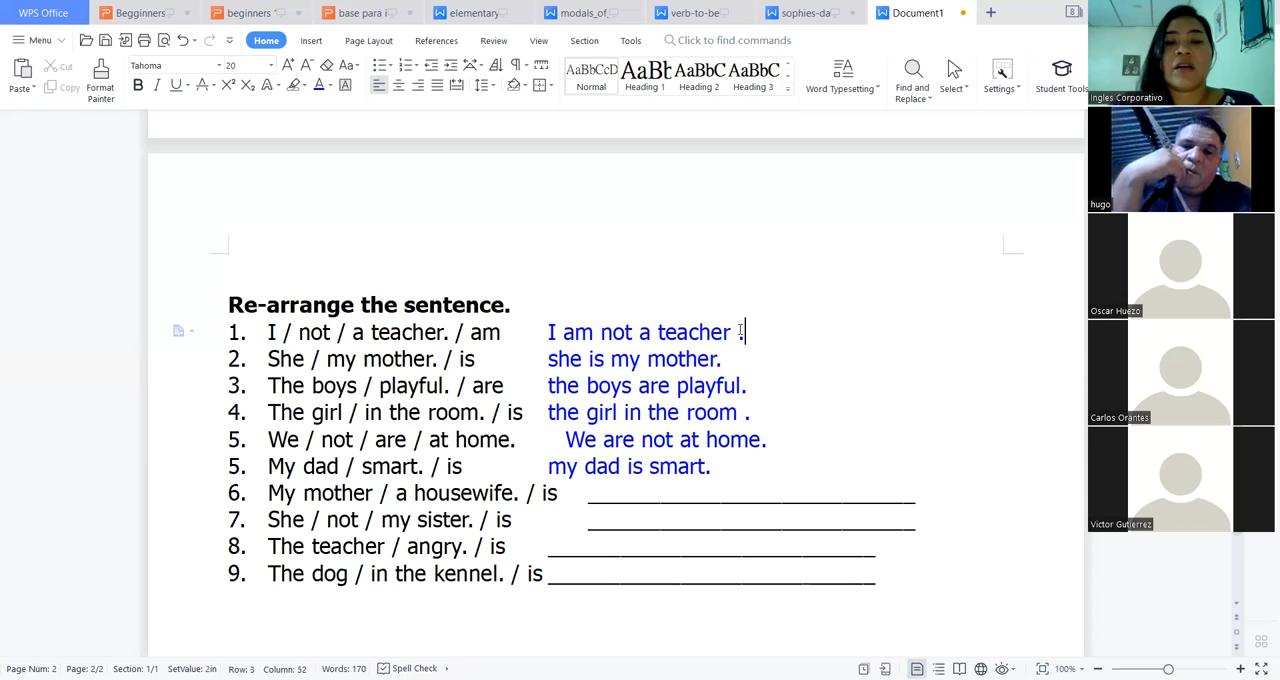 WPS Office Begginners beginners base para i elementary modals_of verb-to-be sophies-da Document1
Menu Home Insert Page Layout References Review View Section Tools Click to find commands
Tahoma 20
Paste Cut Copy Format Painter
AaBbCcD Normal AaBt Heading 1 AaBbC Heading 2 AaBbC Heading 3 Word Typesetting Find and Replace Select Settings Student Tools
Ingles Corporativo
hugo
Oscar Huezo
Carlos Orantes
Victor Gutierrez
Re-arrange the sentence.
1. I / not / a teacher. / am I am not a teacher .
2. She / my mother. / is she is my mother.
3. The boys / playful. / are the boys are playful.
4. The girl / in the room. / is the girl in the room .
5. We / not / are / at home. We are not at home.
5. My dad / smart. / is my dad is smart.
6. My mother / a housewife. / is ___________________________
7. She / not / my sister. / is ___________________________
8. The teacher / angry. / is ___________________________
9. The dog / in the kennel. / is ___________________________
Page Num: 2 Page: 2/2 Section: 1/1 SetValue: 2in Row: 3 Column: 52 Words: 170 Spell Check 100%